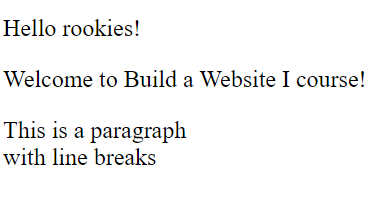 Hello rookies!
Welcome to Build a Website I course!
This is a paragraph
with line breaks